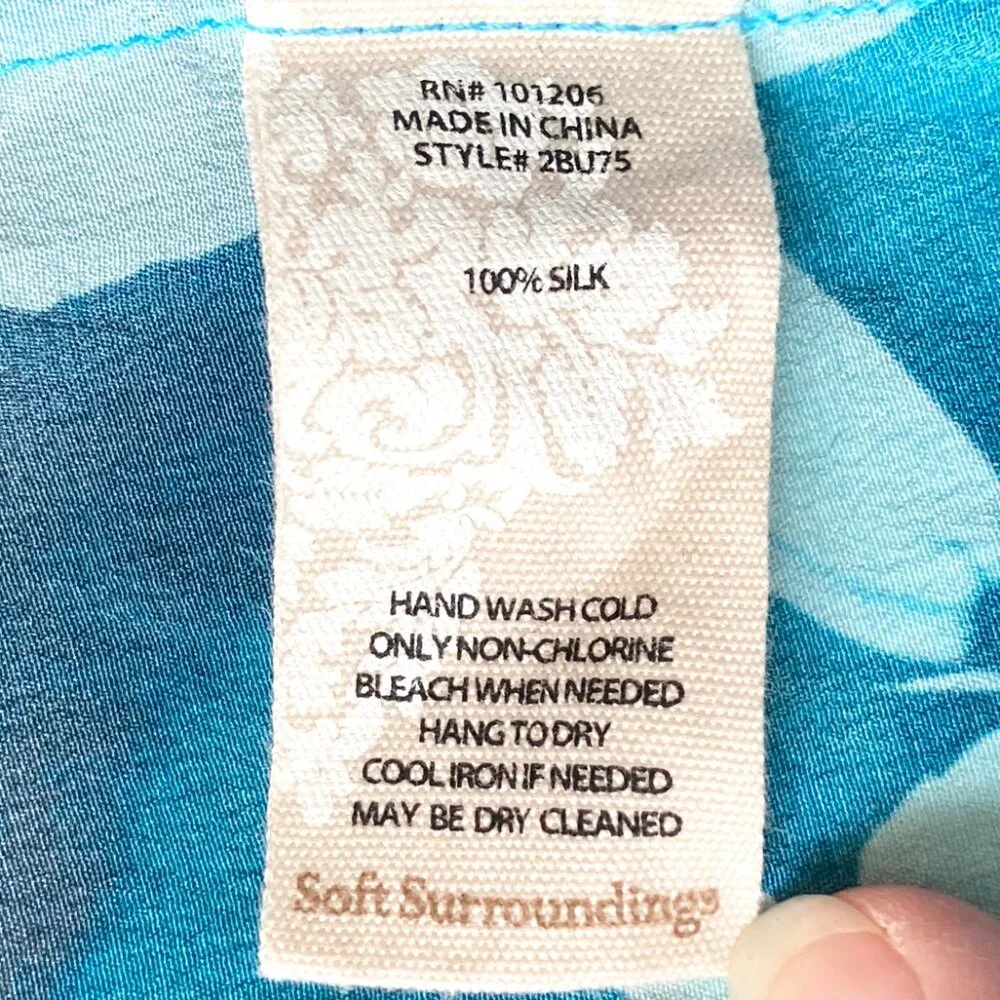 RN# 101206
MADE IN CHINA
STYLE# 2BU75
100% SILK
HAND WASH COLD
ONLY NON-CHLORINE
BLEACH WHEN NEEDED
HANG TO DRY
COOL IRON IF NEEDED
MAY BE DRY CLEANED
Soft Surroundings